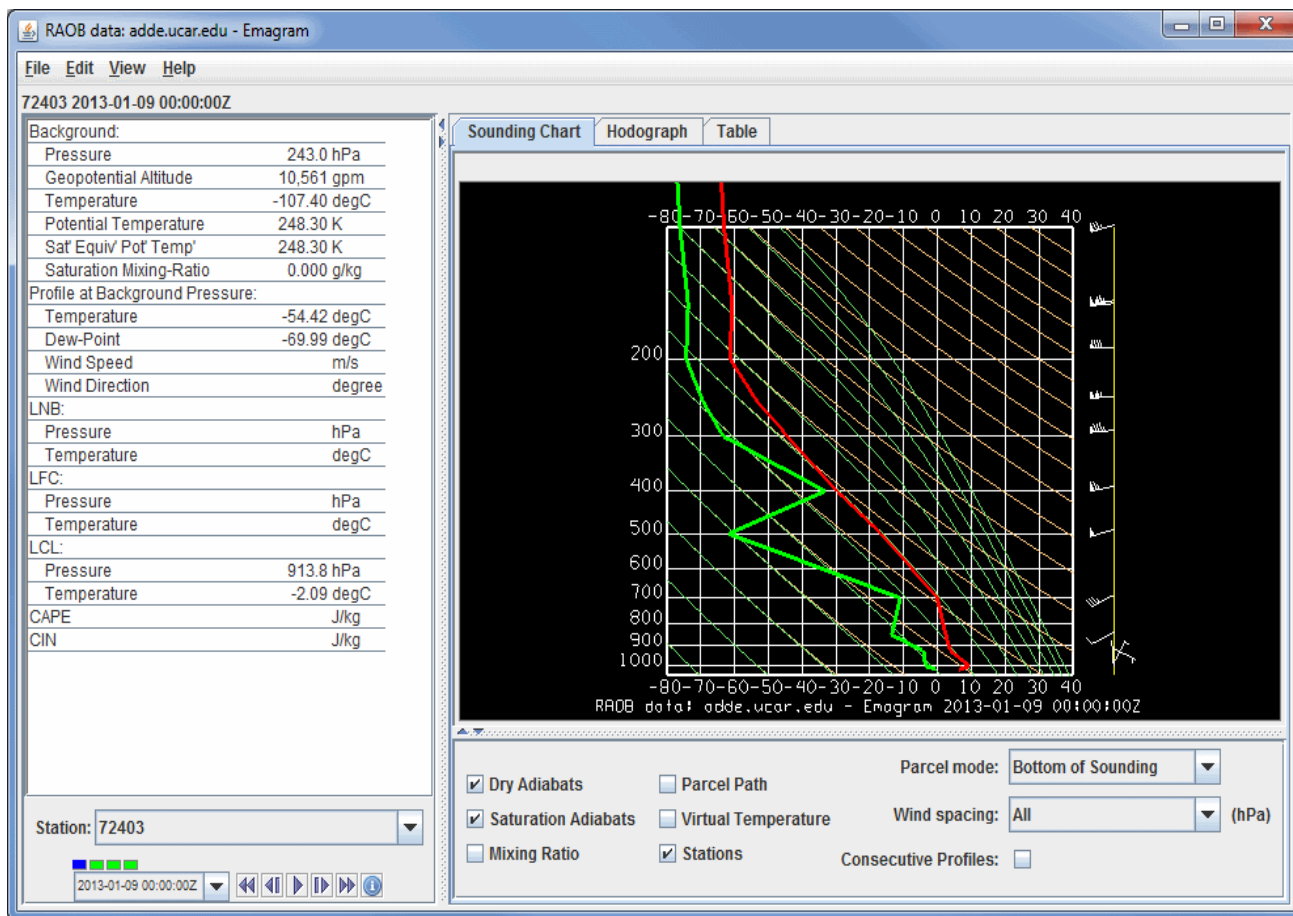 RAOB data: adde.ucar.edu - Emagram
File Edit View Help
72403 2013-01-09 00:00:00Z
Background:
Pressure 243.0 hPa
Geopotential Altitude 10,561 gpm
Temperature -107.40 degC
Potential Temperature 248.30 K
Sat' Equiv' Pot' Temp' 248.30 K
Saturation Mixing-Ratio 0.000 g/kg
Profile at Background Pressure:
Temperature -54.42 degC
Dew-Point -69.99 degC
Wind Speed m/s
Wind Direction degree
LNB:
Pressure hPa
Temperature degC
LFC:
Pressure hPa
Temperature degC
LCL:
Pressure 913.8 hPa
Temperature -2.09 degC
CAPE J/kg
CIN J/kg
Station: 72403
2013-01-09 00:00:00Z
Sounding Chart Hodograph Table
-80 -70 -60 -50 -40 -30 -20 -10 0 10 20 30 40
200
300
400
500
600
700
800
900
1000
-80 -70 -60 -50 -40 -30 -20 -10 0 10 20 30 40
RAOB data: adde.ucar.edu - Emagram 2013-01-09 00:00:00Z
Dry Adiabats Parcel Path Parcel mode: Bottom of Sounding
Saturation Adiabats Virtual Temperature Wind spacing: All (hPa)
Mixing Ratio Stations Consecutive Profiles: